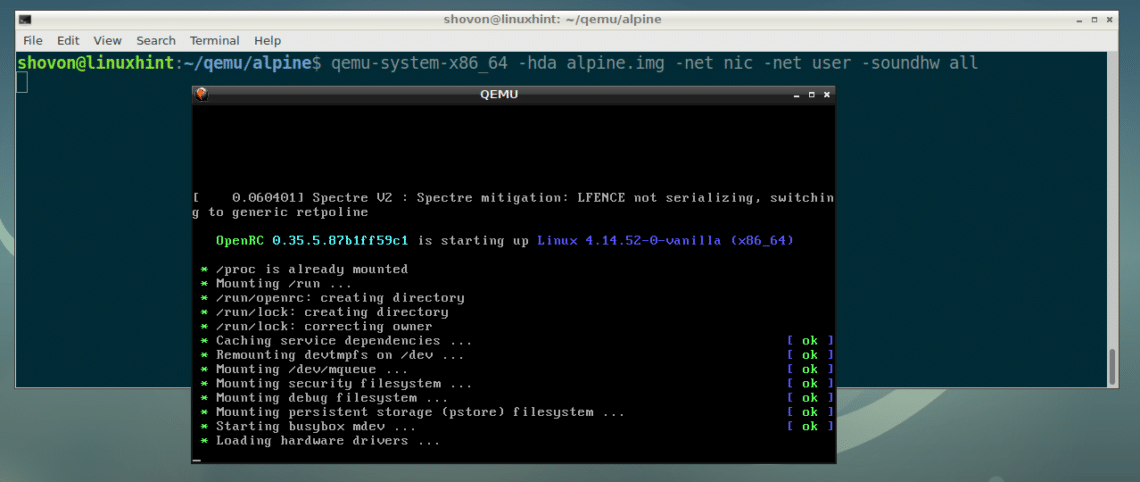 shovon@linuxhint: ~/qemu/alpine
File Edit View Search Terminal Help
shovon@linuxhint:~/qemu/alpine$ qemu-system-x86_64 -hda alpine.img -net nic -net user -soundhw all
QEMU
[    0.060401] Spectre V2 : Spectre mitigation: LFENCE not serializing, switchin
g to generic retpoline
OpenRC 0.35.5.87b1ff59c1 is starting up Linux 4.14.52-0-vanilla (x86_64)
* /proc is already mounted
* Mounting /run ...
* /run/openrc: creating directory
* /run/lock: creating directory
* /run/lock: correcting owner
* Caching service dependencies ... [ ok ]
* Remounting devtmpfs on /dev ... [ ok ]
* Mounting /dev/mqueue ... [ ok ]
* Mounting security filesystem ... [ ok ]
* Mounting debug filesystem ... [ ok ]
* Mounting persistent storage (pstore) filesystem ... [ ok ]
* Starting busybox mdev ... [ ok ]
* Loading hardware drivers ...